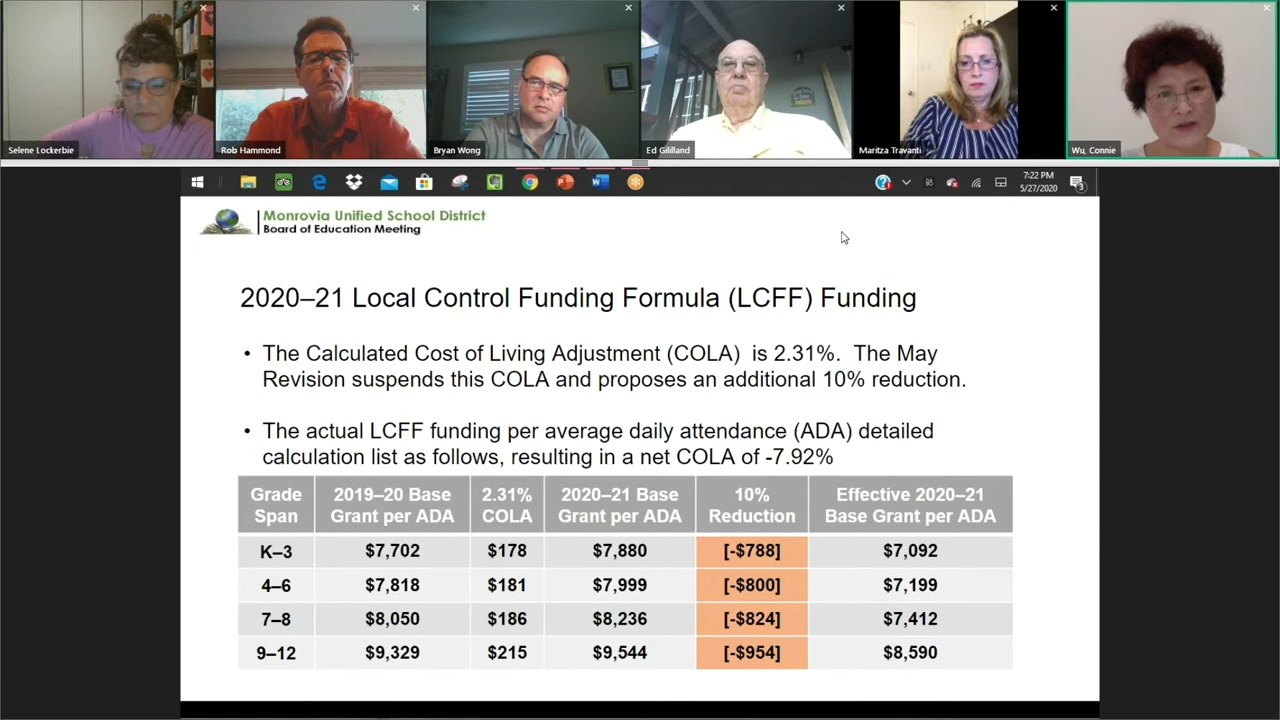 Selene Lockerbie
Rob Hammond
Bryan Wong
Ed Gililland
Maritza Travanti
Wu, Connie
7:22 PM
5/27/2020
3
Monrovia Unified School District
Board of Education Meeting
2020–21 Local Control Funding Formula (LCFF) Funding
• The Calculated Cost of Living Adjustment (COLA) is 2.31%. The May
Revision suspends this COLA and proposes an additional 10% reduction.
• The actual LCFF funding per average daily attendance (ADA) detailed
calculation list as follows, resulting in a net COLA of -7.92%
Grade Span 2019–20 Base Grant per ADA 2.31% COLA 2020–21 Base Grant per ADA 10% Reduction Effective 2020–21 Base Grant per ADA
K–3 $7,702 $178 $7,880 [-$788] $7,092
4–6 $7,818 $181 $7,999 [-$800] $7,199
7–8 $8,050 $186 $8,236 [-$824] $7,412
9–12 $9,329 $215 $9,544 [-$954] $8,590